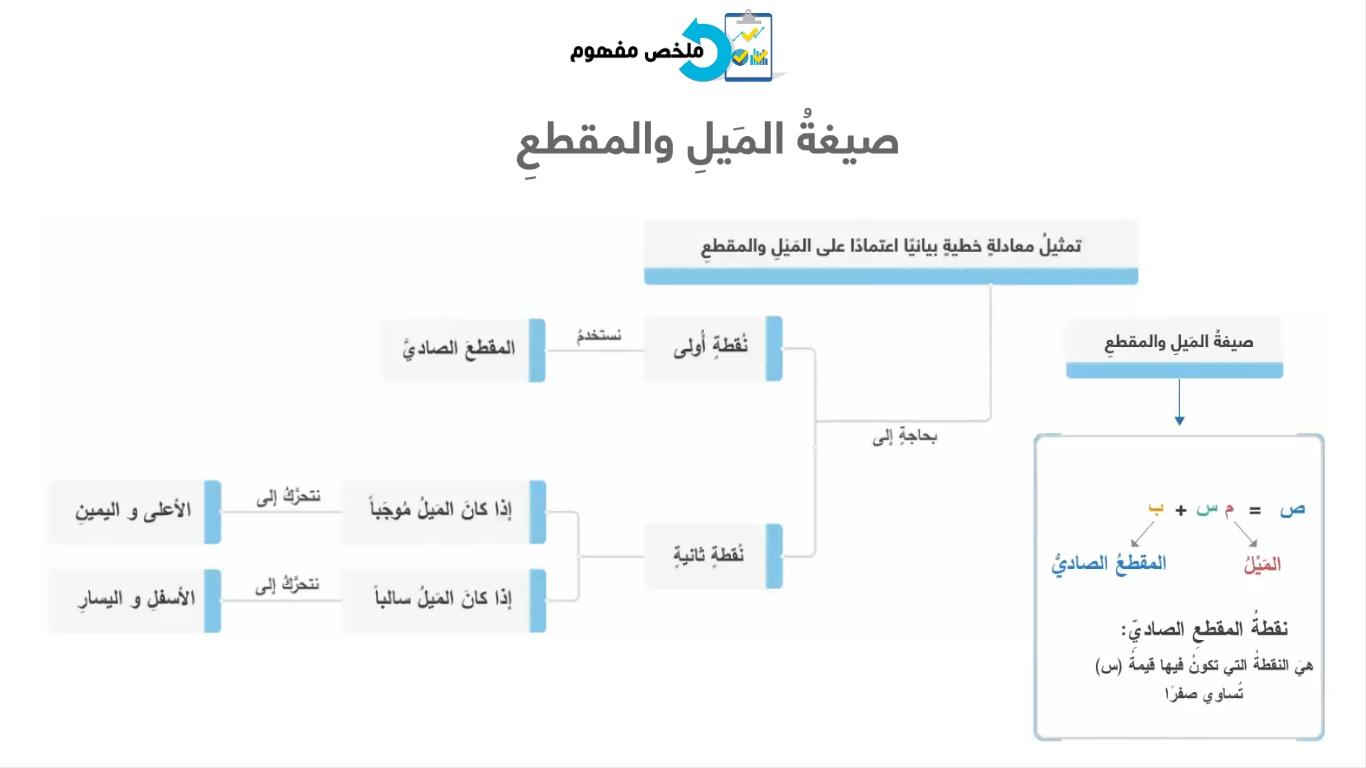 ملخص مفهوم
صيغةُ المَيلِ والمقطعِ
تمثيلُ معادلةٍ خطيةٍ بيانيًا اعتمادًا على المَيْلِ والمقطعِ
بحاجةٍ إلى
نُقطةٍ أُولى
نستخدمُ
المقطعَ الصاديَّ
نُقطةٍ ثانيةٍ
إذا كانَ المَيلُ مُوجَباً
نتحرَّكُ إلى
الأعلى و اليمينِ
إذا كانَ المَيلُ سالباً
نتحرَّكُ إلى
الأسفلِ و اليسارِ
صيغةُ المَيلِ والمقطعِ
ص = م س + ب
المَيْلُ
المقطعُ الصاديُّ
نقطةُ المقطعِ الصاديّ:
هيَ النقطةُ التي تكونُ فيها قيمةُ (س)
تُساوي صفرًا